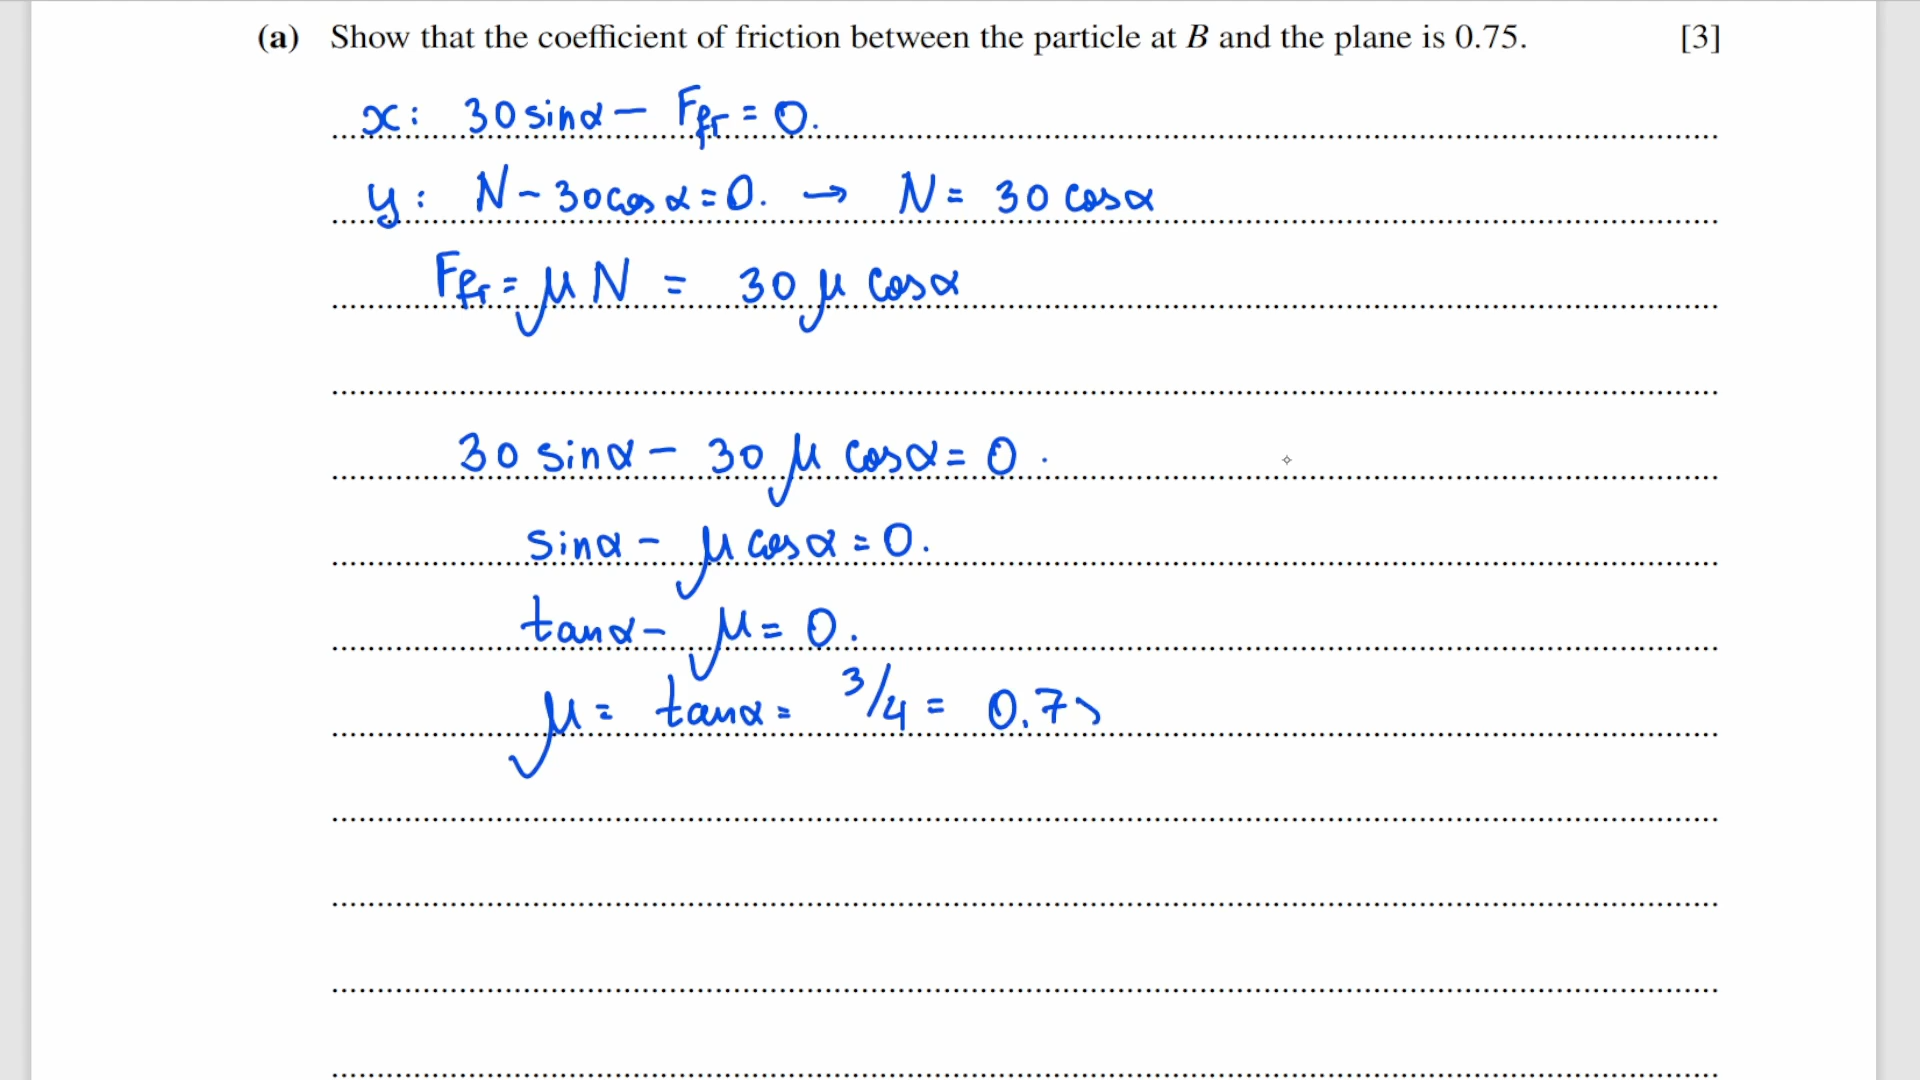 (a) Show that the coefficient of friction between the particle at B and the plane is 0.75. [3]
x: 30 sinα − Ffr = 0.
y: N − 30cosα = 0. → N = 30 cosα
Ffr = μN = 30 μ cosα
30 sinα − 30 μ cosα = 0.
sinα − μ cosα = 0.
tanα − μ = 0.
μ = tanα = 3/4 = 0.75